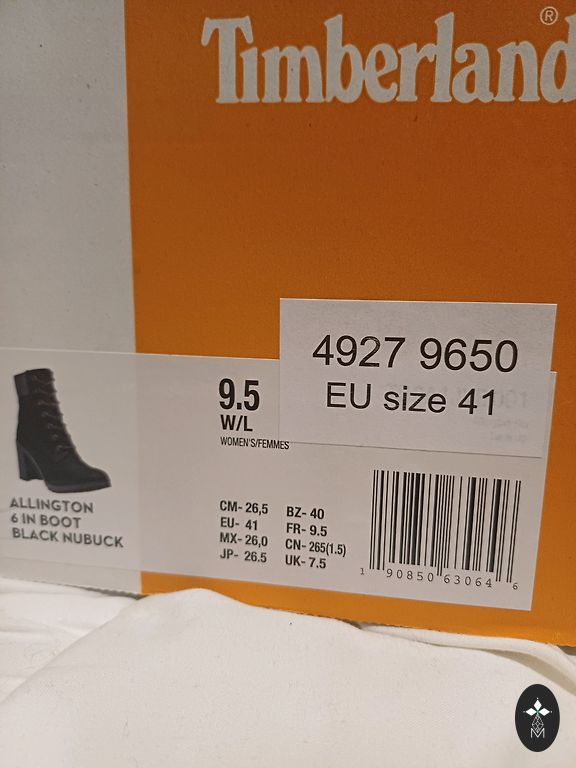 Timberland®
4927 9650
EU size 41
9.5
W/L
WOMEN'S/FEMMES
ALLINGTON
6 IN BOOT
BLACK NUBUCK
CM- 26,5 BZ- 40
EU- 41 FR- 9.5
MX- 26,0 CN- 265(1.5)
JP- 26.5 UK- 7.5
1 90850 63064 6
M